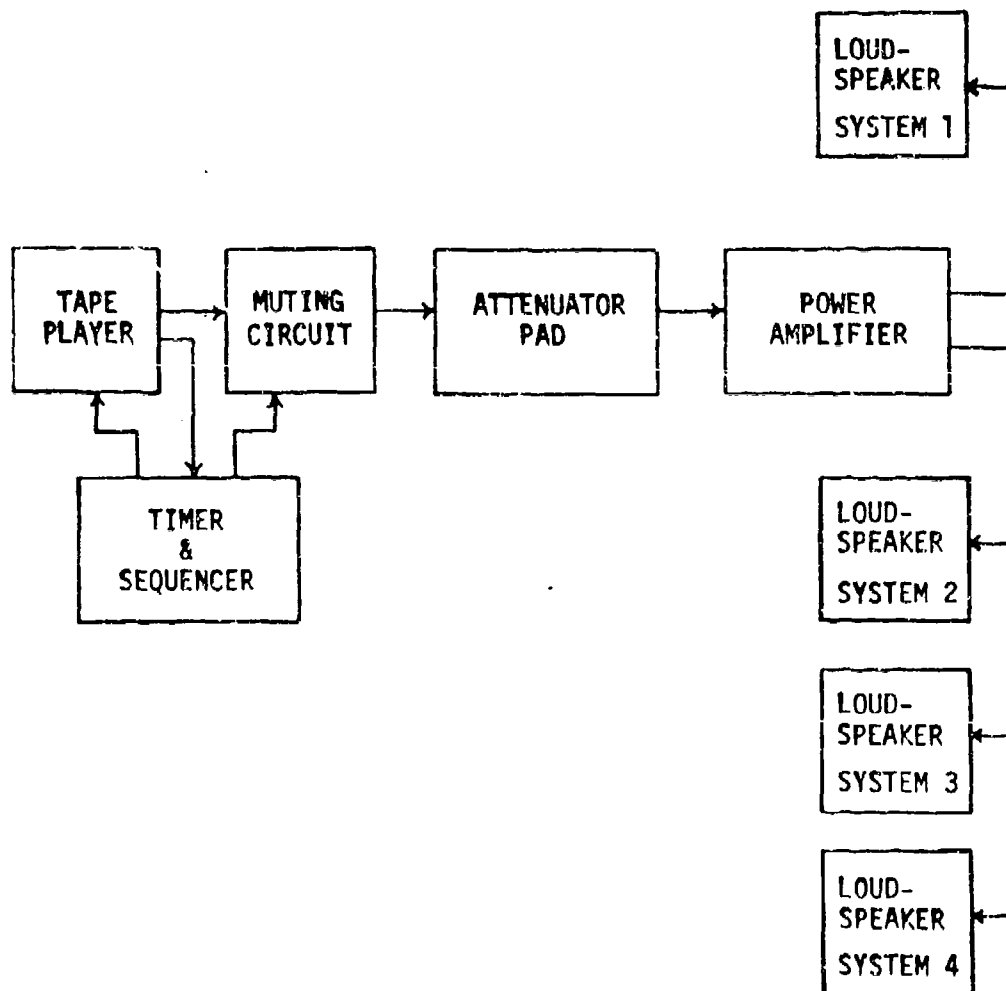 LOUD-
SPEAKER
SYSTEM 1
TAPE
PLAYER
MUTING
CIRCUIT
ATTENUATOR
PAD
POWER
AMPLIFIER
TIMER
&
SEQUENCER
LOUD-
SPEAKER
SYSTEM 2
LOUD-
SPEAKER
SYSTEM 3
LOUD-
SPEAKER
SYSTEM 4